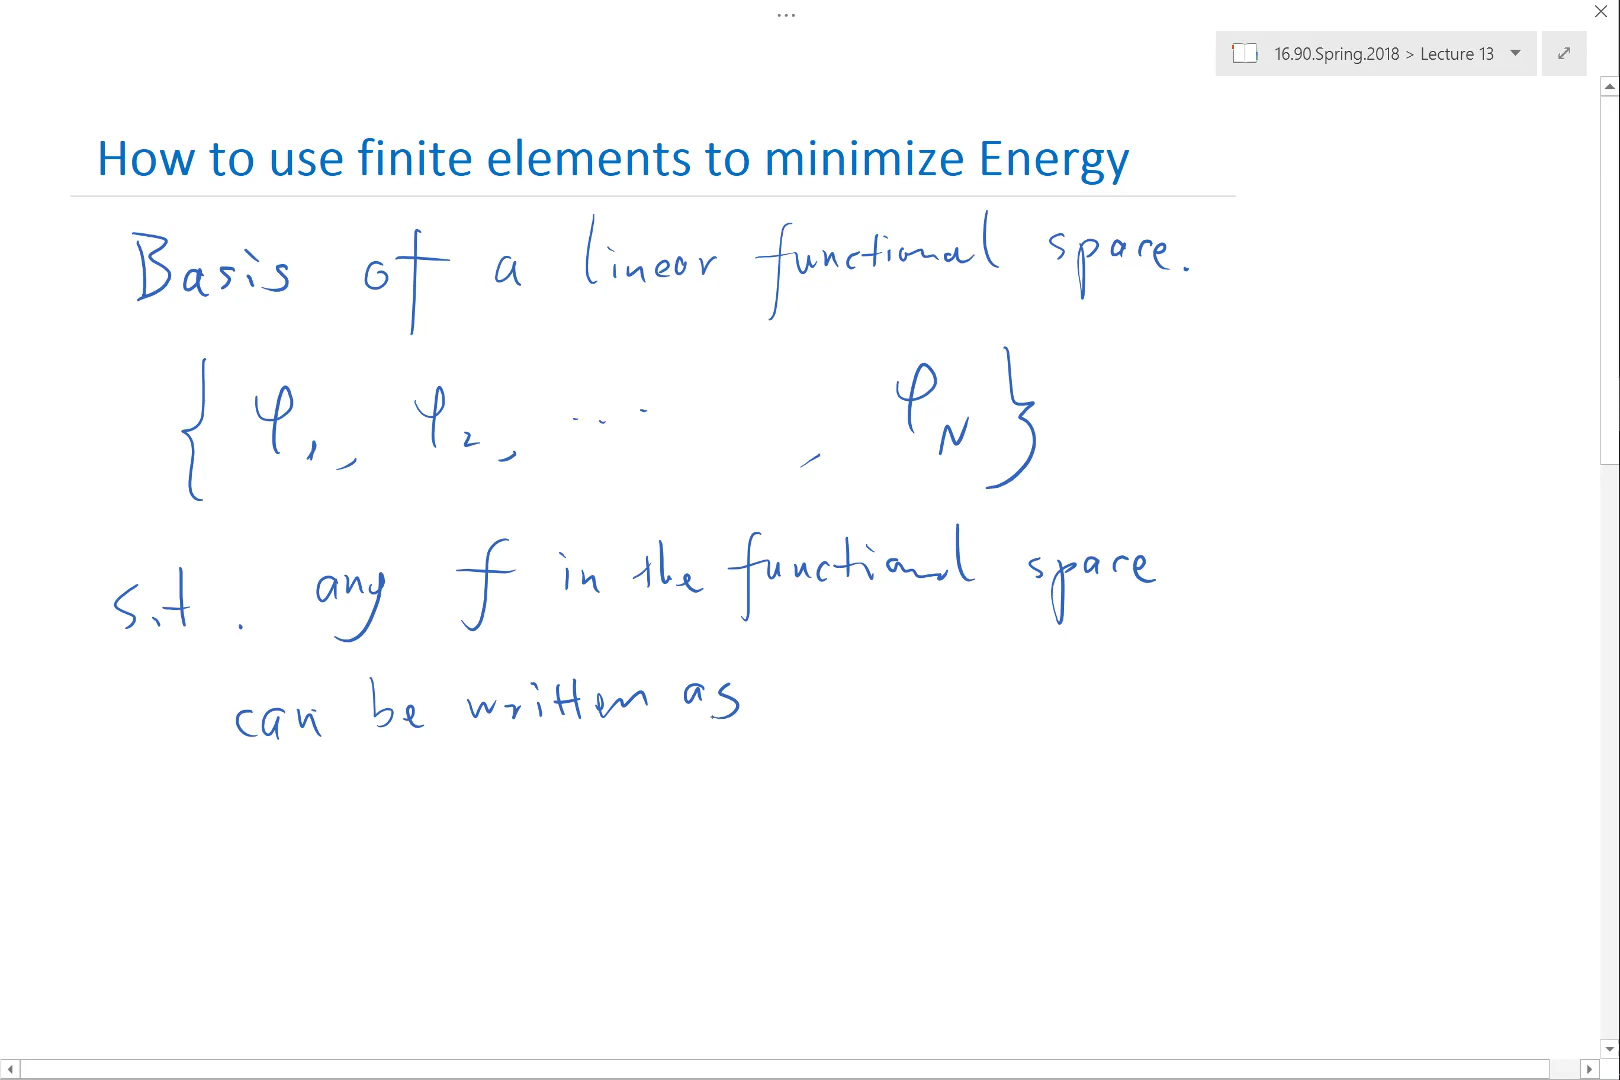 ...
16.90.Spring.2018 > Lecture 13
How to use finite elements to minimize Energy
Basis of a linear functional space.
{ φ₁, φ₂, ... , φ_N }
s.t. any f in the functional space
can be written as